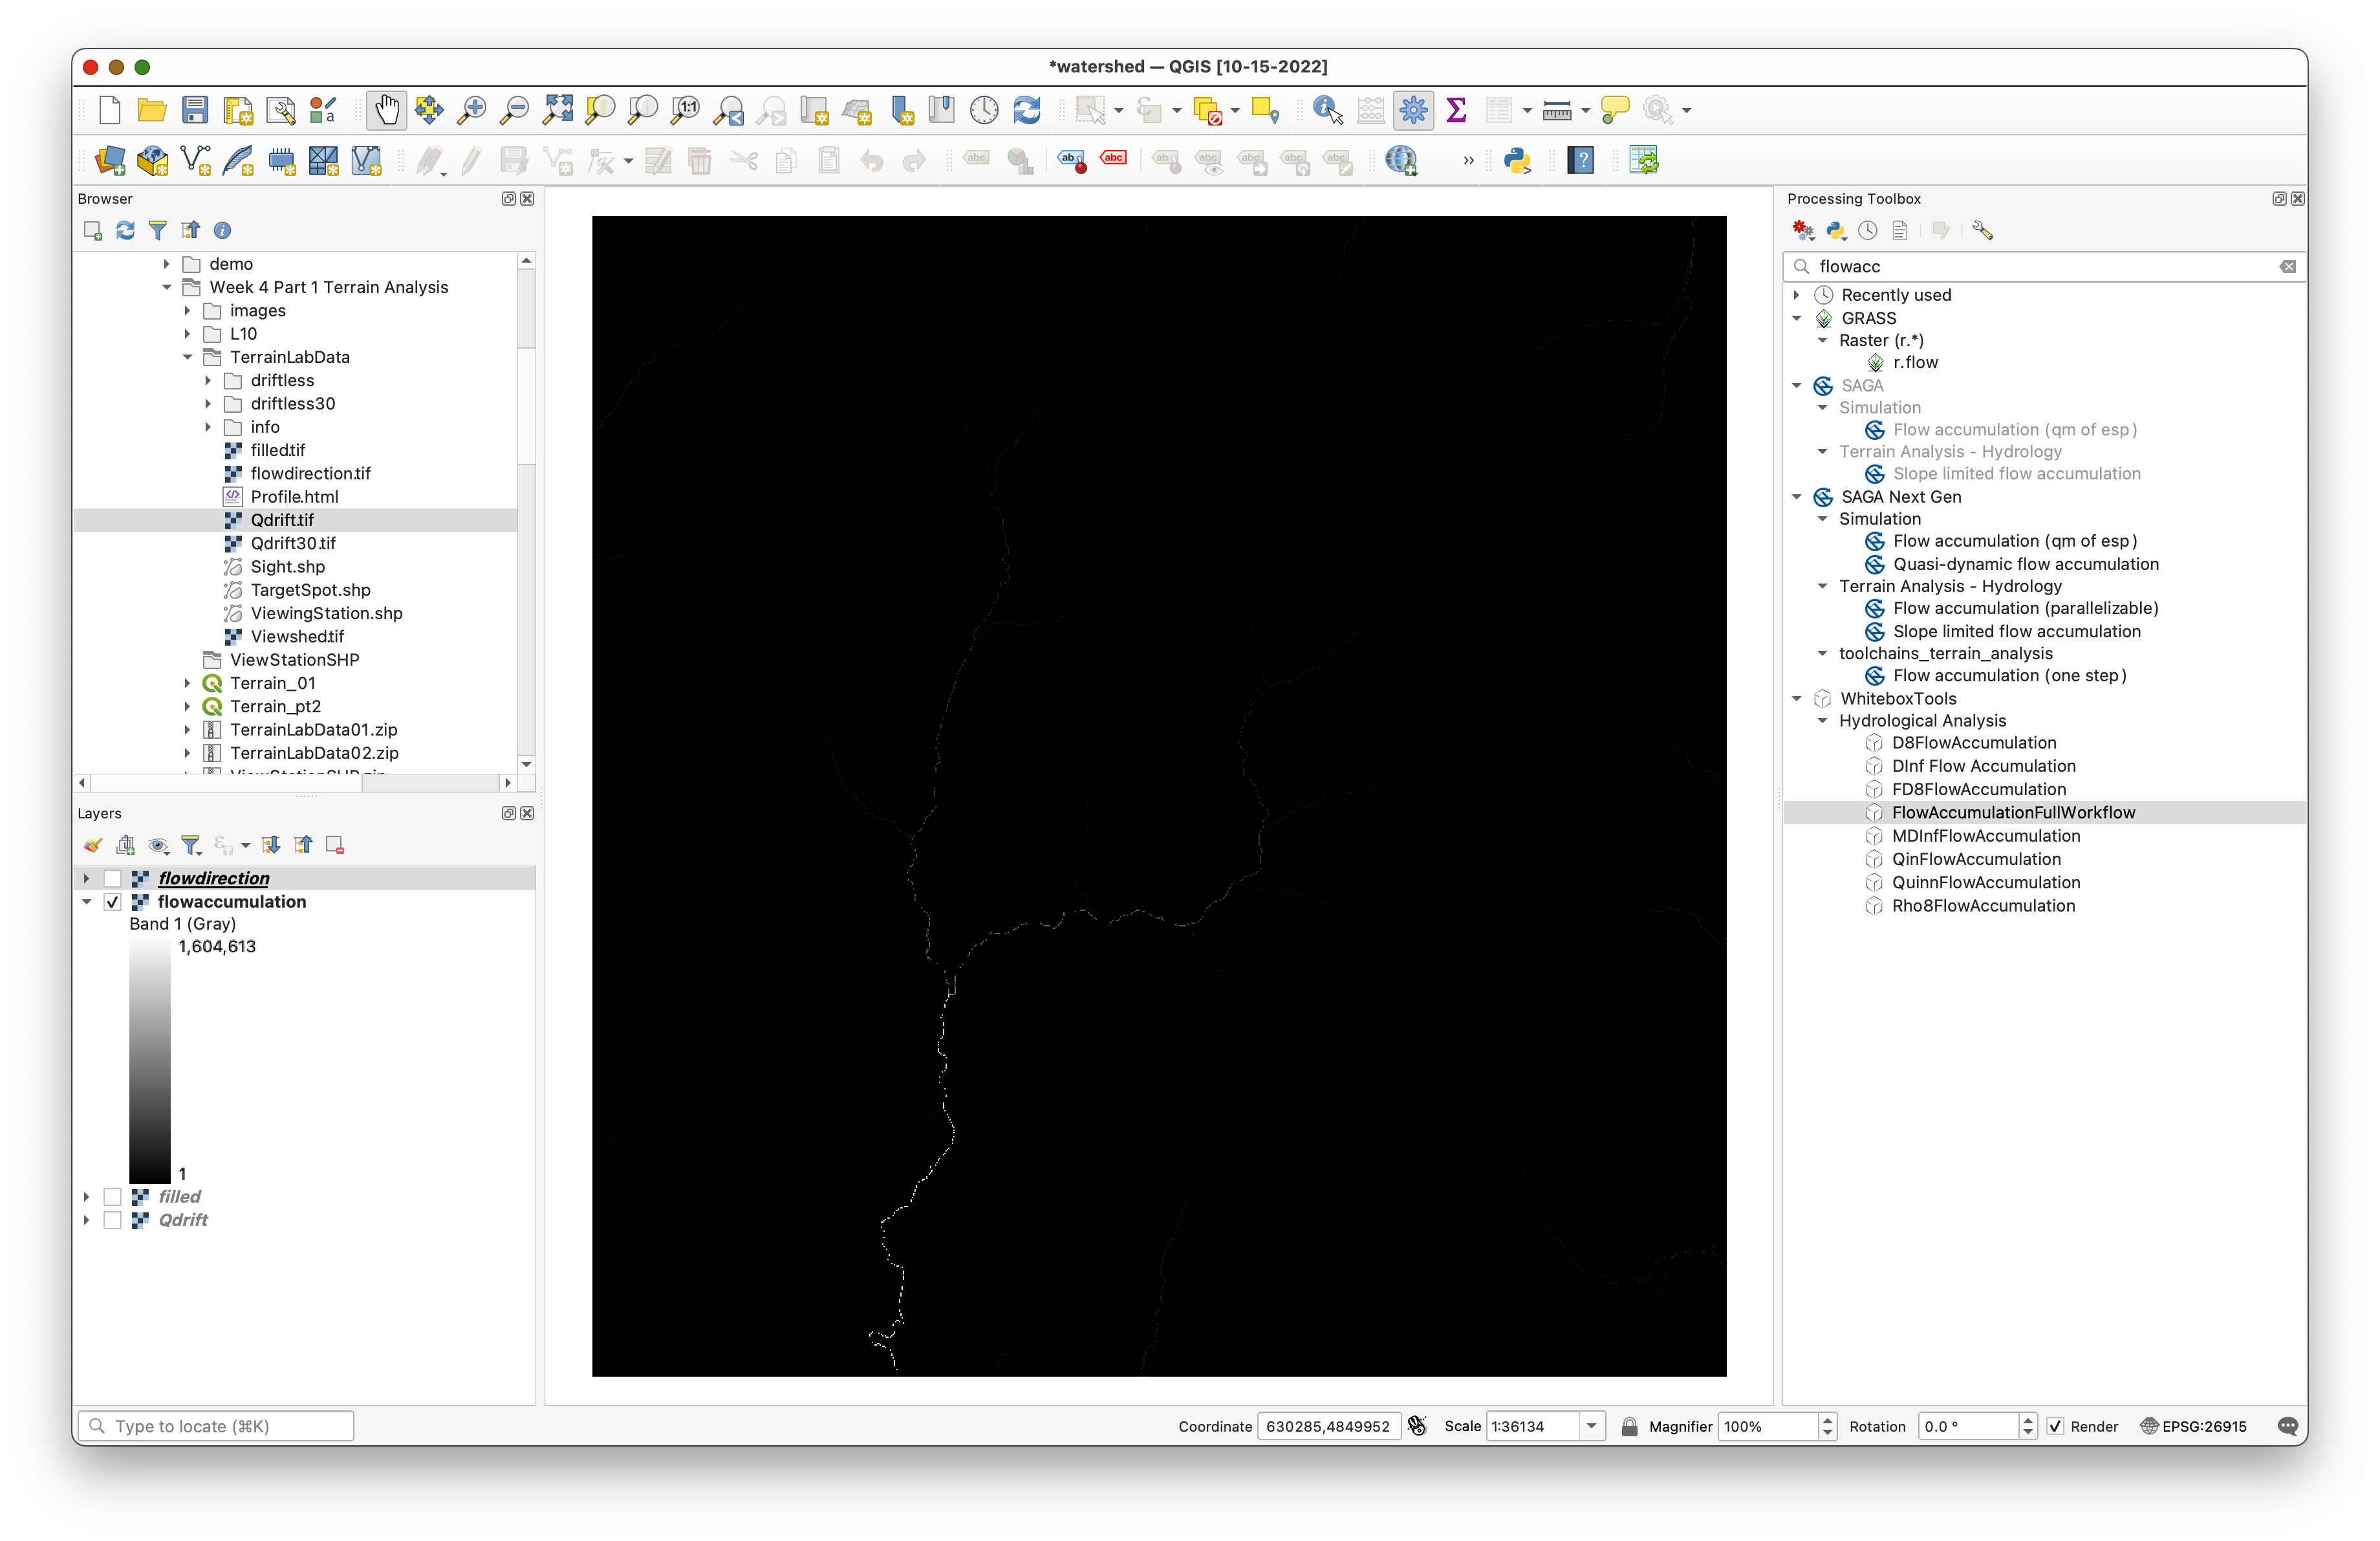 *watershed — QGIS [10-15-2022]
Browser
demo
Week 4 Part 1 Terrain Analysis
images
L10
TerrainLabData
driftless
driftless30
info
filled.tif
flowdirection.tif
Profile.html
Qdrift.tif
Qdrift30.tif
Sight.shp
TargetSpot.shp
ViewingStation.shp
Viewshed.tif
ViewStationSHP
Terrain_01
Terrain_pt2
TerrainLabData01.zip
TerrainLabData02.zip
ViewStationSHP.zip
Layers
flowdirection
flowaccumulation
Band 1 (Gray)
1,604,613
1
filled
Qdrift
Processing Toolbox
flowacc
Recently used
GRASS
Raster (r.*)
r.flow
SAGA
Simulation
Flow accumulation (qm of esp)
Terrain Analysis - Hydrology
Slope limited flow accumulation
SAGA Next Gen
Simulation
Flow accumulation (qm of esp)
Quasi-dynamic flow accumulation
Terrain Analysis - Hydrology
Flow accumulation (parallelizable)
Slope limited flow accumulation
toolchains_terrain_analysis
Flow accumulation (one step)
WhiteboxTools
Hydrological Analysis
D8FlowAccumulation
DInf Flow Accumulation
FD8FlowAccumulation
FlowAccumulationFullWorkflow
MDInfFlowAccumulation
QinFlowAccumulation
QuinnFlowAccumulation
Rho8FlowAccumulation
Type to locate (⌘K)
Coordinate 630285,4849952 Scale 1:36134 Magnifier 100% Rotation 0.0 ° Render EPSG:26915